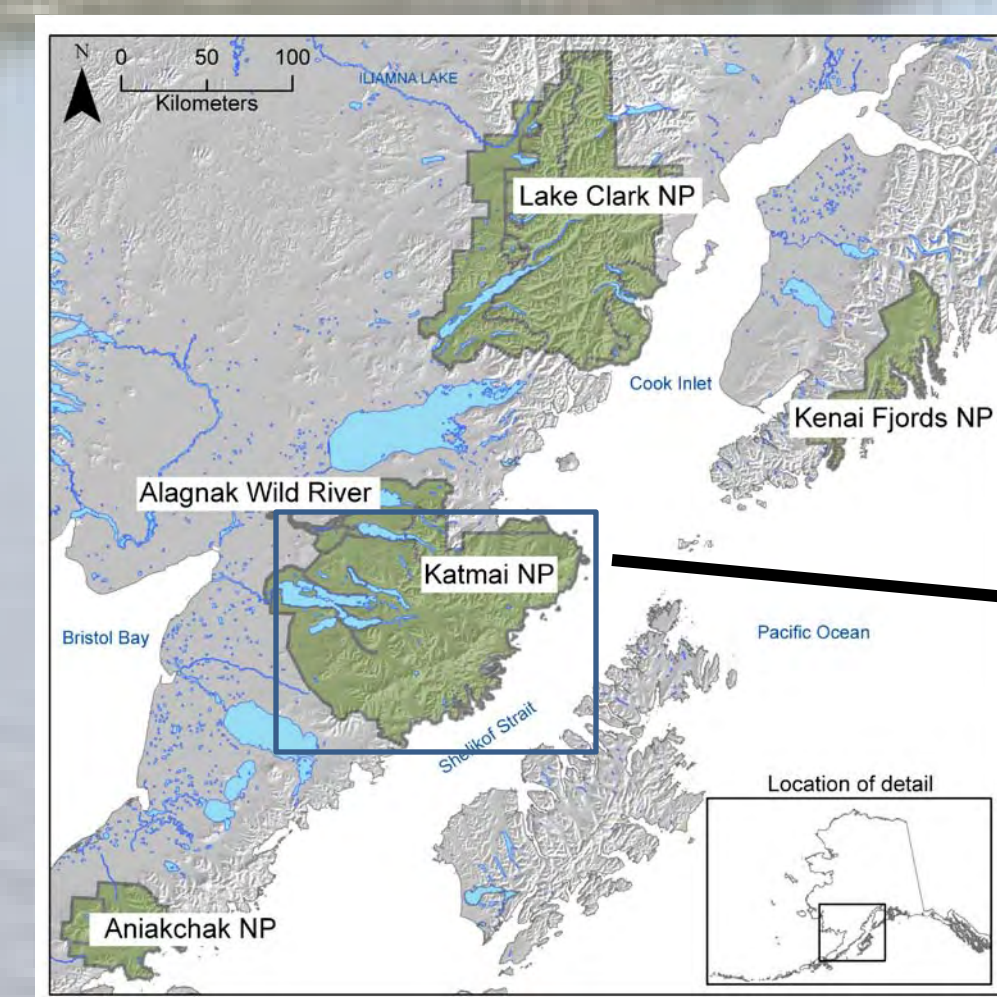 N
0 50 100
Kilometers
ILIAMNA LAKE
Lake Clark NP
Cook Inlet
Kenai Fjords NP
Alagnak Wild River
Katmai NP
Bristol Bay
Pacific Ocean
Shelikof Strait
Location of detail
Aniakchak NP